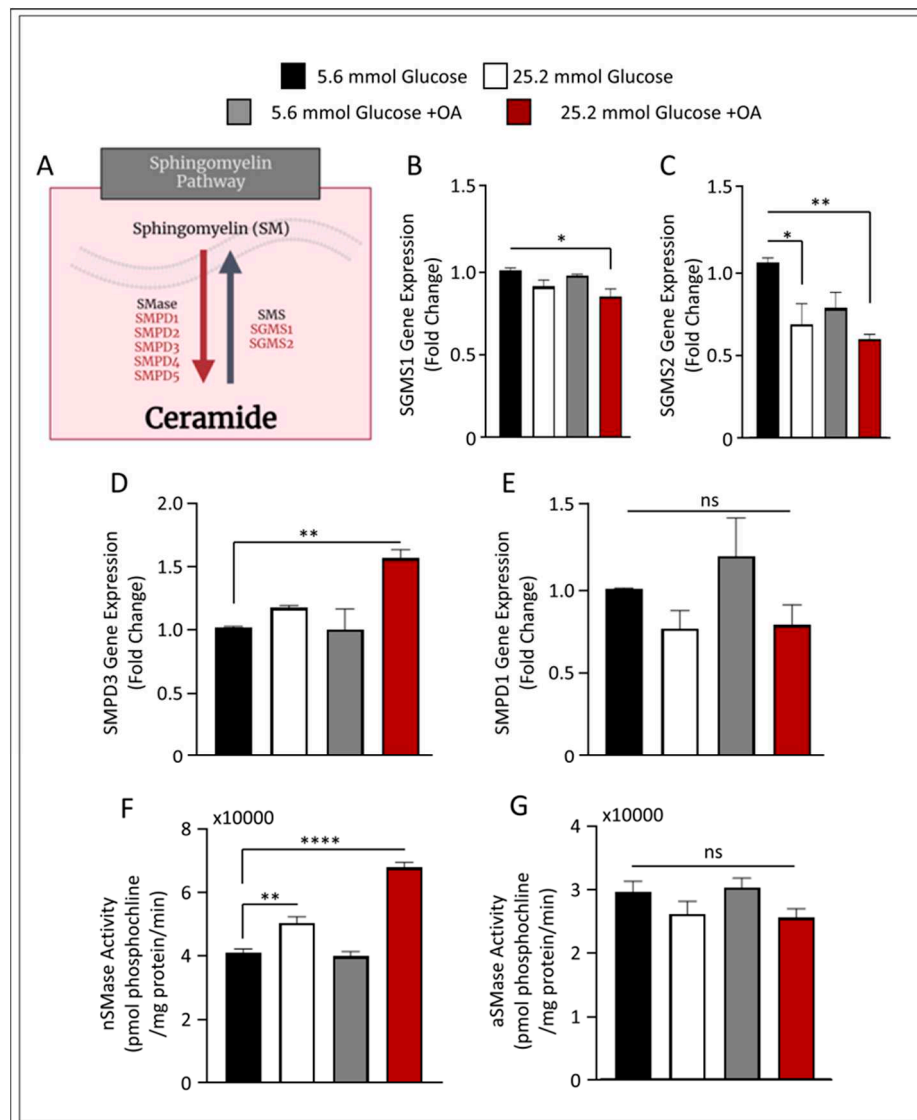 5.6 mmol Glucose
25.2 mmol Glucose
5.6 mmol Glucose +OA
25.2 mmol Glucose +OA
A
Sphingomyelin
Pathway
Sphingomyelin (SM)
SMase
SMPD1
SMPD2
SMPD3
SMPD4
SMPD5
SMS
SGMS1
SGMS2
Ceramide
B
SGMS1 Gene Expression
(Fold Change)
1.5
1.0
0.5
0
*
C
SGMS2 Gene Expression
(Fold Change)
1.5
1.0
0.5
0
*
**
D
SMPD3 Gene Expression
(Fold Change)
2.0
1.5
1.0
0.5
0
**
E
SMPD1 Gene Expression
(Fold Change)
1.5
1.0
0.5
0
ns
F
x10000
nSMase Activity
(pmol phosphochline
/mg protein/min)
8
6
4
2
0
**
****
G
x10000
aSMase Activity
(pmol phosphochline
/mg protein/min)
4
3
2
1
0
ns